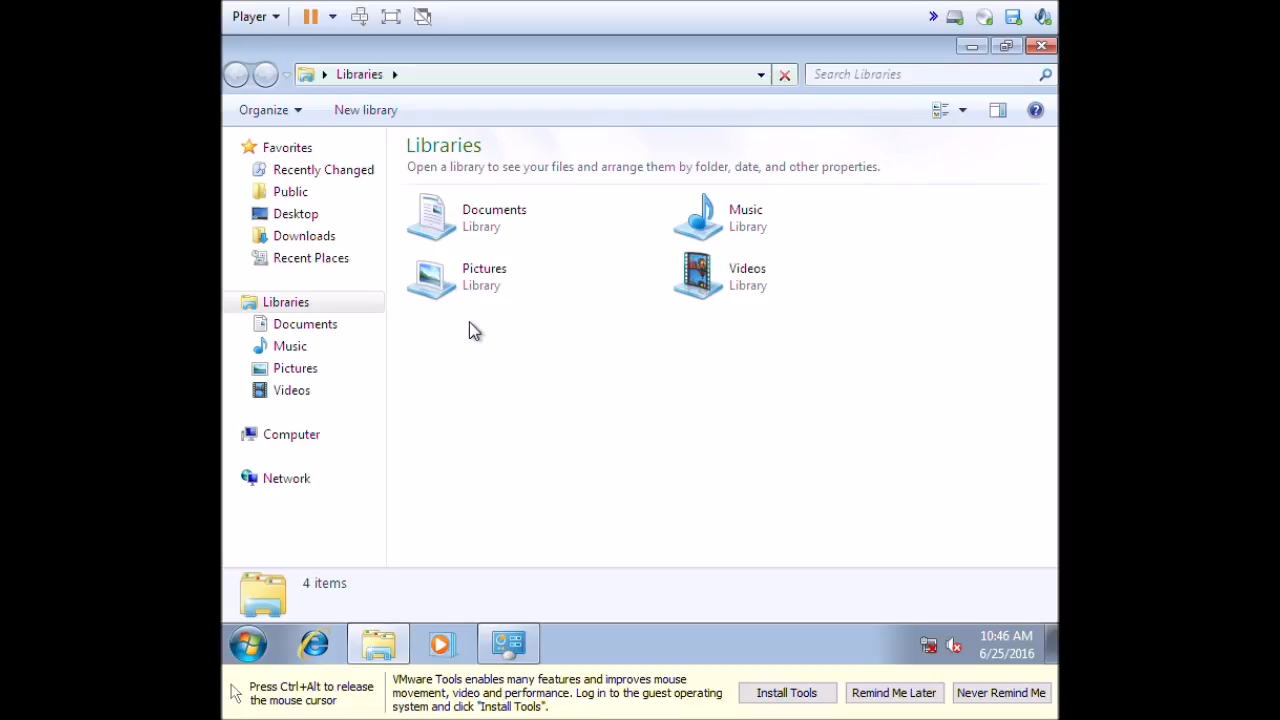 Player
Libraries
Search Libraries
Organize
New library
Favorites
Recently Changed
Public
Desktop
Downloads
Recent Places
Libraries
Documents
Music
Pictures
Videos
Computer
Network
Libraries
Open a library to see your files and arrange them by folder, date, and other properties.
Documents
Library
Music
Library
Pictures
Library
Videos
Library
4 items
10:46 AM
6/25/2016
Press Ctrl+Alt to release
the mouse cursor
VMware Tools enables many features and improves mouse
movement, video and performance. Log in to the guest operating
system and click "Install Tools".
Install Tools
Remind Me Later
Never Remind Me